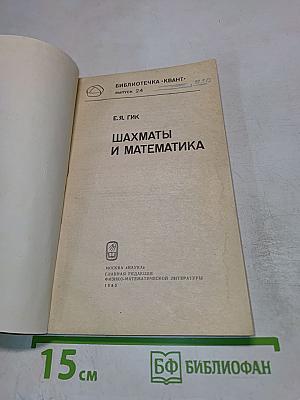 БИБЛИОТЕЧКА «КВАНТ»
ВЫПУСК 24
Е.Я. ГИК
ШАХМАТЫ
И МАТЕМАТИКА
МОСКВА «НАУКА»
ГЛАВНАЯ РЕДАКЦИЯ
ФИЗИКО-МАТЕМАТИЧЕСКОЙ ЛИТЕРАТУРЫ
1983
15 см
БФ БИБЛИОФАН